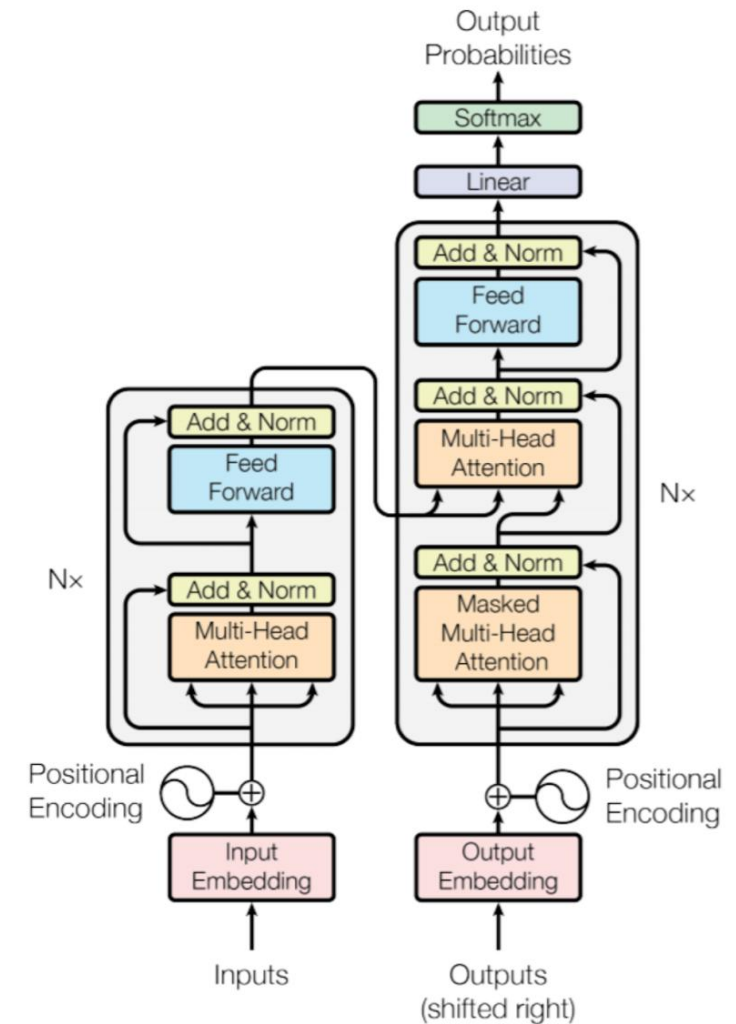 Output
Probabilities
Softmax
Linear
Add & Norm
Feed
Forward
Add & Norm
Multi-Head
Attention
Nx
Add & Norm
Masked
Multi-Head
Attention
Add & Norm
Feed
Forward
Nx
Add & Norm
Multi-Head
Attention
Positional
Encoding
Positional
Encoding
Input
Embedding
Output
Embedding
Inputs
Outputs
(shifted right)